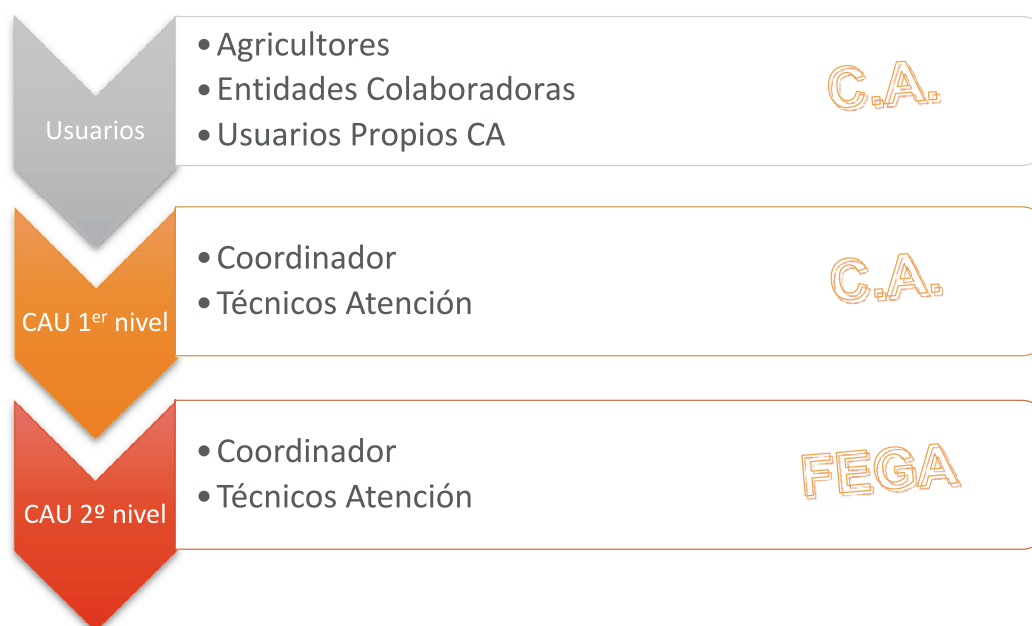 Usuarios
• Agricultores
• Entidades Colaboradoras
• Usuarios Propios CA
C.A.
CAU 1er nivel
• Coordinador
• Técnicos Atención
C.A.
CAU 2º nivel
• Coordinador
• Técnicos Atención
FEGA